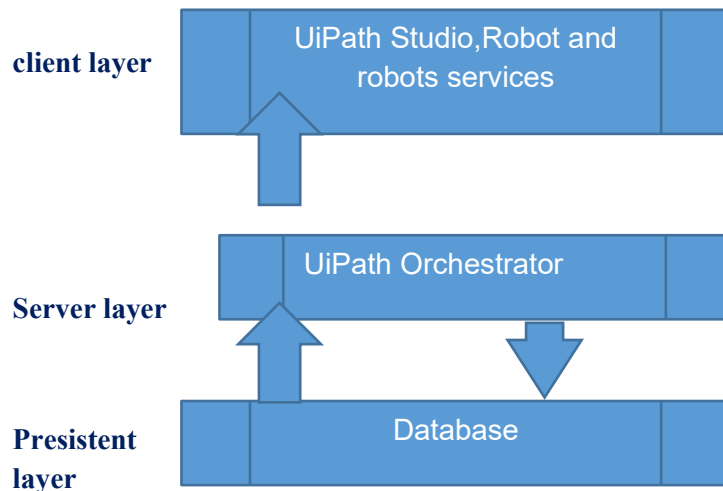 client layer
UiPath Studio,Robot and
robots services
Server layer
UiPath Orchestrator
Presistent
layer
Database